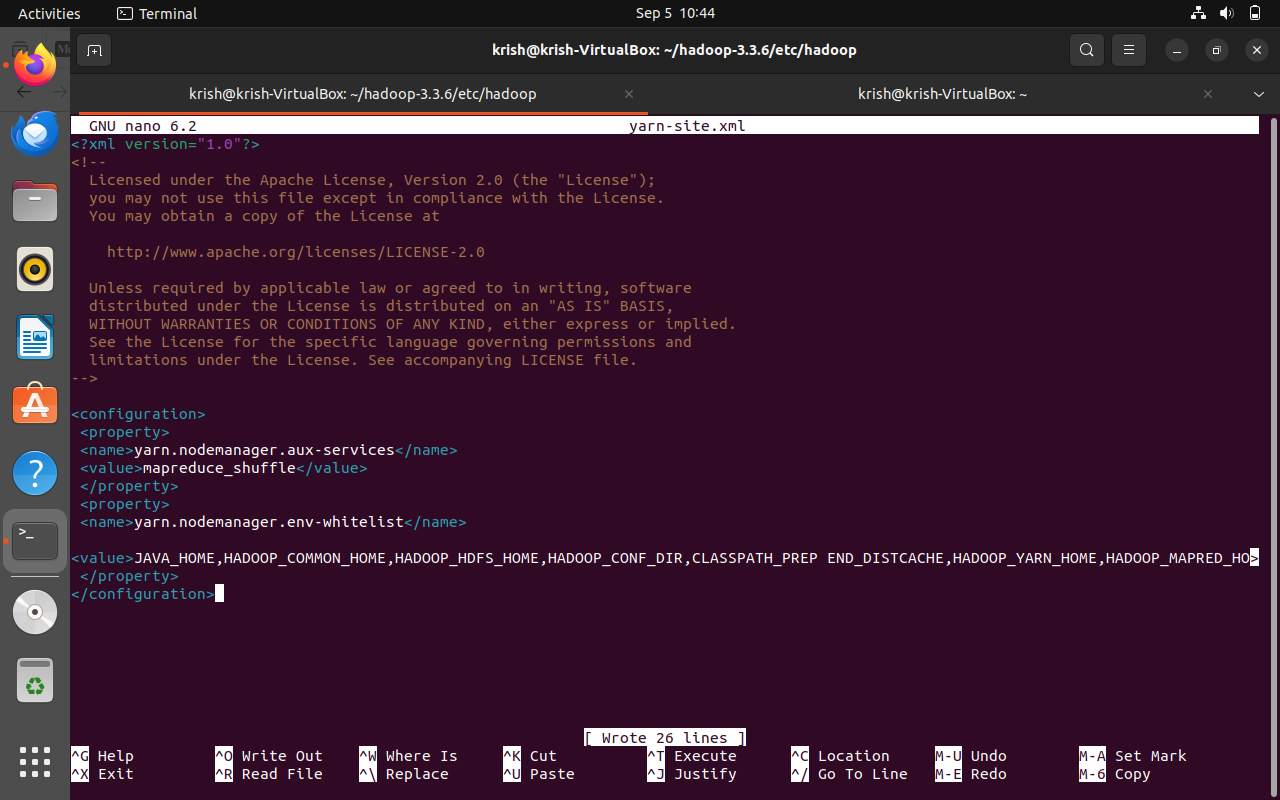 Activities
Terminal
Sep 5 10:44
krish@krish-VirtualBox: ~/hadoop-3.3.6/etc/hadoop
krish@krish-VirtualBox: ~/hadoop-3.3.6/etc/hadoop
krish@krish-VirtualBox: ~
GNU nano 6.2 yarn-site.xml
<?xml version="1.0"?>
<!--
Licensed under the Apache License, Version 2.0 (the "License");
you may not use this file except in compliance with the License.
You may obtain a copy of the License at
http://www.apache.org/licenses/LICENSE-2.0
Unless required by applicable law or agreed to in writing, software
distributed under the License is distributed on an "AS IS" BASIS,
WITHOUT WARRANTIES OR CONDITIONS OF ANY KIND, either express or implied.
See the License for the specific language governing permissions and
limitations under the License. See accompanying LICENSE file.
-->
<configuration>
<property>
<name>yarn.nodemanager.aux-services</name>
<value>mapreduce_shuffle</value>
</property>
<property>
<name>yarn.nodemanager.env-whitelist</name>
<value>JAVA_HOME,HADOOP_COMMON_HOME,HADOOP_HDFS_HOME,HADOOP_CONF_DIR,CLASSPATH_PREP END_DISTCACHE,HADOOP_YARN_HOME,HADOOP_MAPRED_HO>
</property>
</configuration>
[ Wrote 26 lines ]
^G Help ^O Write Out ^W Where Is ^K Cut ^T Execute ^C Location M-U Undo M-A Set Mark
^X Exit ^R Read File ^\ Replace ^U Paste ^J Justify ^/ Go To Line M-E Redo M-6 Copy